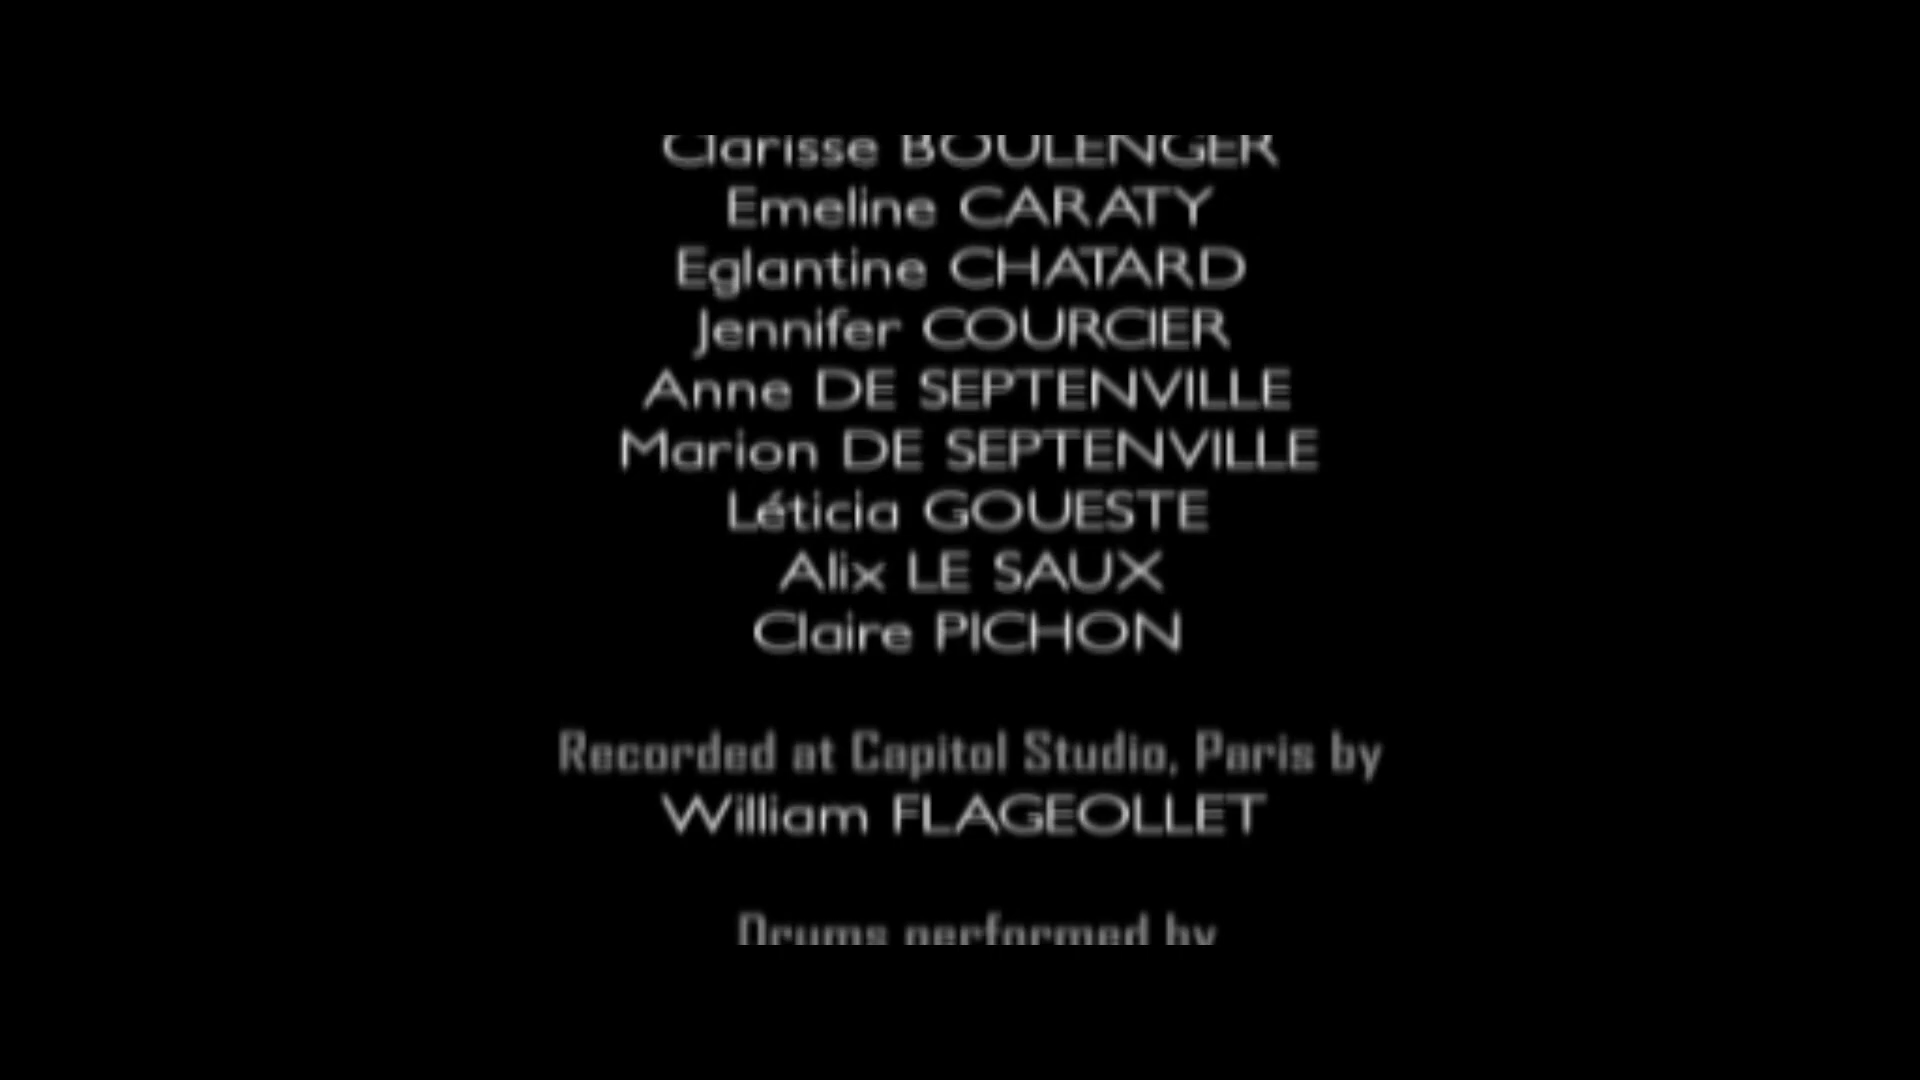 Clarisse BOULENGER
Emeline CARATY
Eglantine CHATARD
Jennifer COURCIER
Anne DE SEPTENVILLE
Marion DE SEPTENVILLE
Léticia GOUESTE
Alix LE SAUX
Claire PICHON
Recorded at Capitol Studio, Paris by
William FLAGEOLLET
Drums performed by